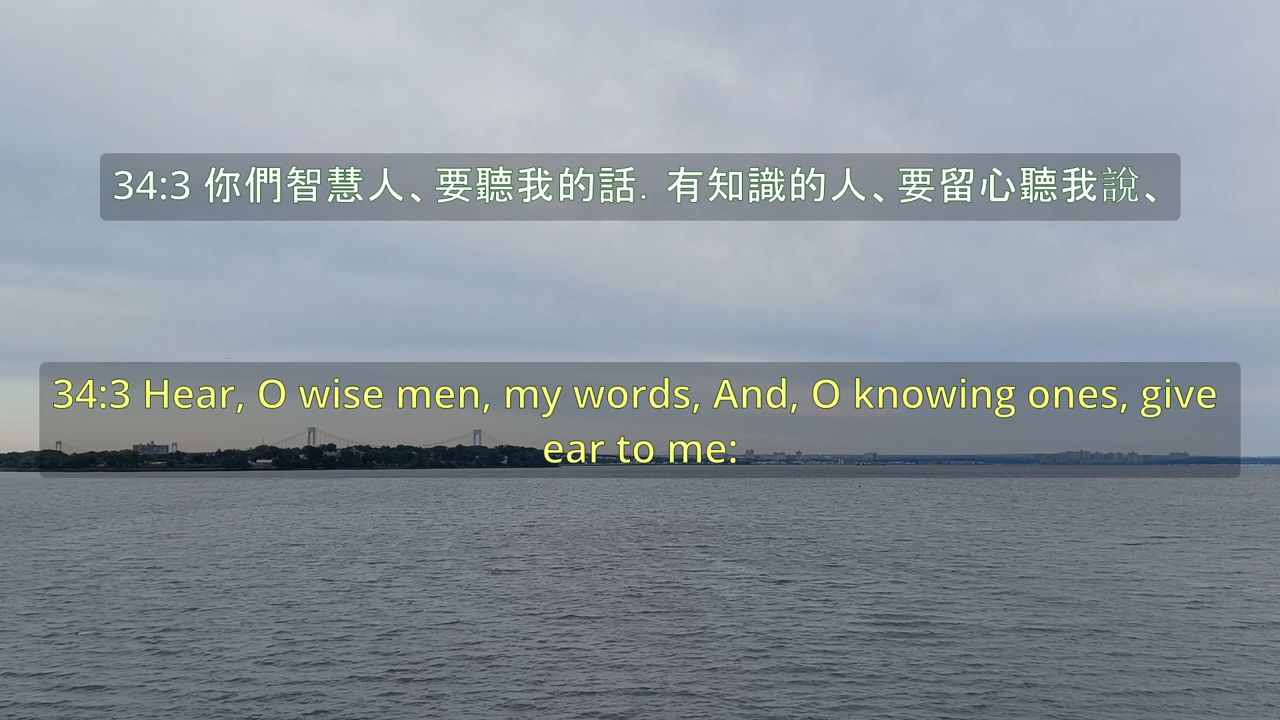 34:3 你們智慧人、要聽我的話. 有知識的人、要留心聽我說、
34:3 Hear, O wise men, my words, And, O knowing ones, give
ear to me: